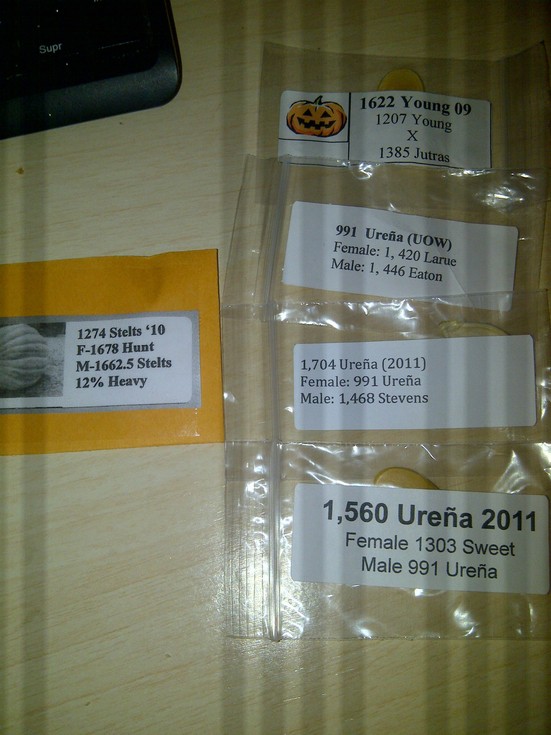 Supr
1622 Young 09
1207 Young
X
1385 Jutras
991 Ureña (UOW)
Female: 1, 420 Larue
Male: 1, 446 Eaton
1274 Stelts ‘10
F-1678 Hunt
M-1662.5 Stelts
12% Heavy
1,704 Ureña (2011)
Female: 991 Ureña
Male: 1,468 Stevens
1,560 Ureña 2011
Female 1303 Sweet
Male 991 Ureña